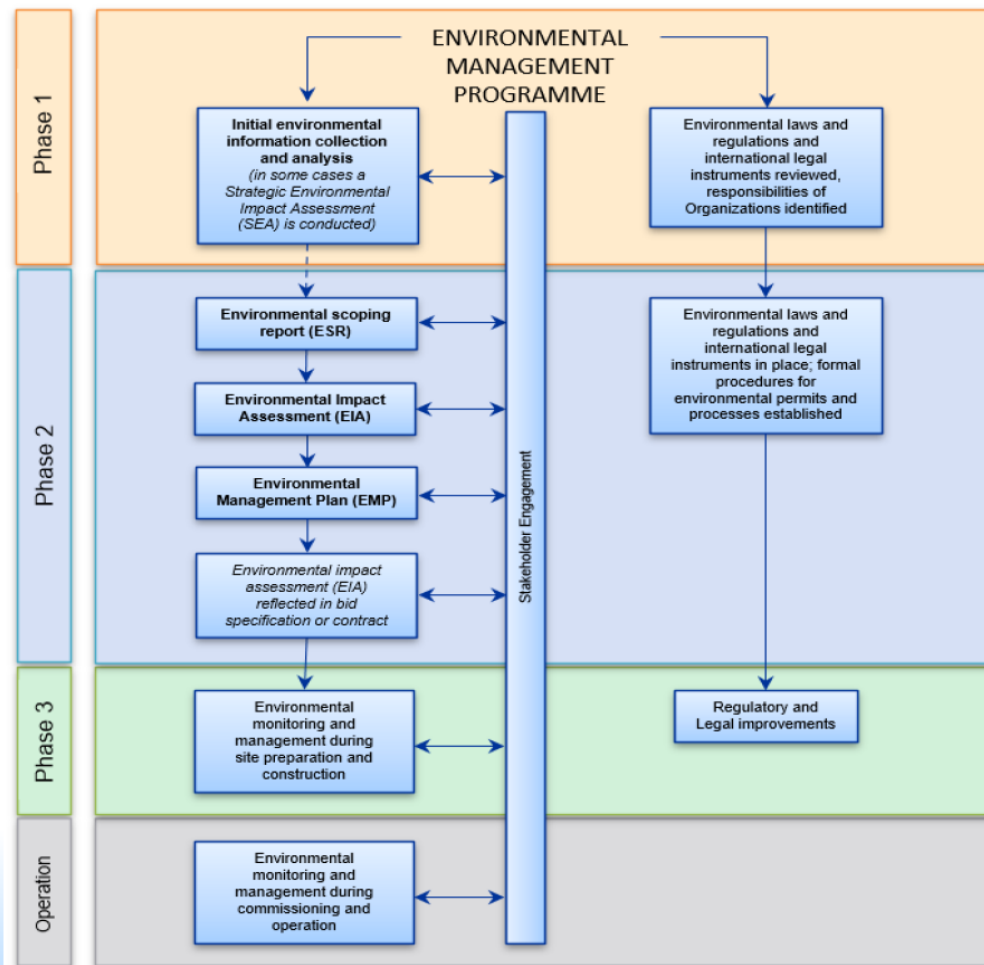 ENVIRONMENTAL
MANAGEMENT
PROGRAMME
Phase 1
Initial environmental
information collection
and analysis
(in some cases a
Strategic Environmental
Impact Assessment
(SEA) is conducted)
Environmental laws and
regulations and
international legal
instruments reviewed,
responsibilities of
Organizations identified
Phase 2
Environmental scoping
report (ESR)
Environmental Impact
Assessment (EIA)
Environmental
Management Plan (EMP)
Environmental impact
assessment (EIA)
reflected in bid
specification or contract
Stakeholder Engagement
Environmental laws and
regulations and
international legal
instruments in place; formal
procedures for
environmental permits and
processes established
Phase 3
Environmental
monitoring and
management during
site preparation and
construction
Regulatory and
Legal improvements
Operation
Environmental
monitoring and
management during
commissioning and
operation